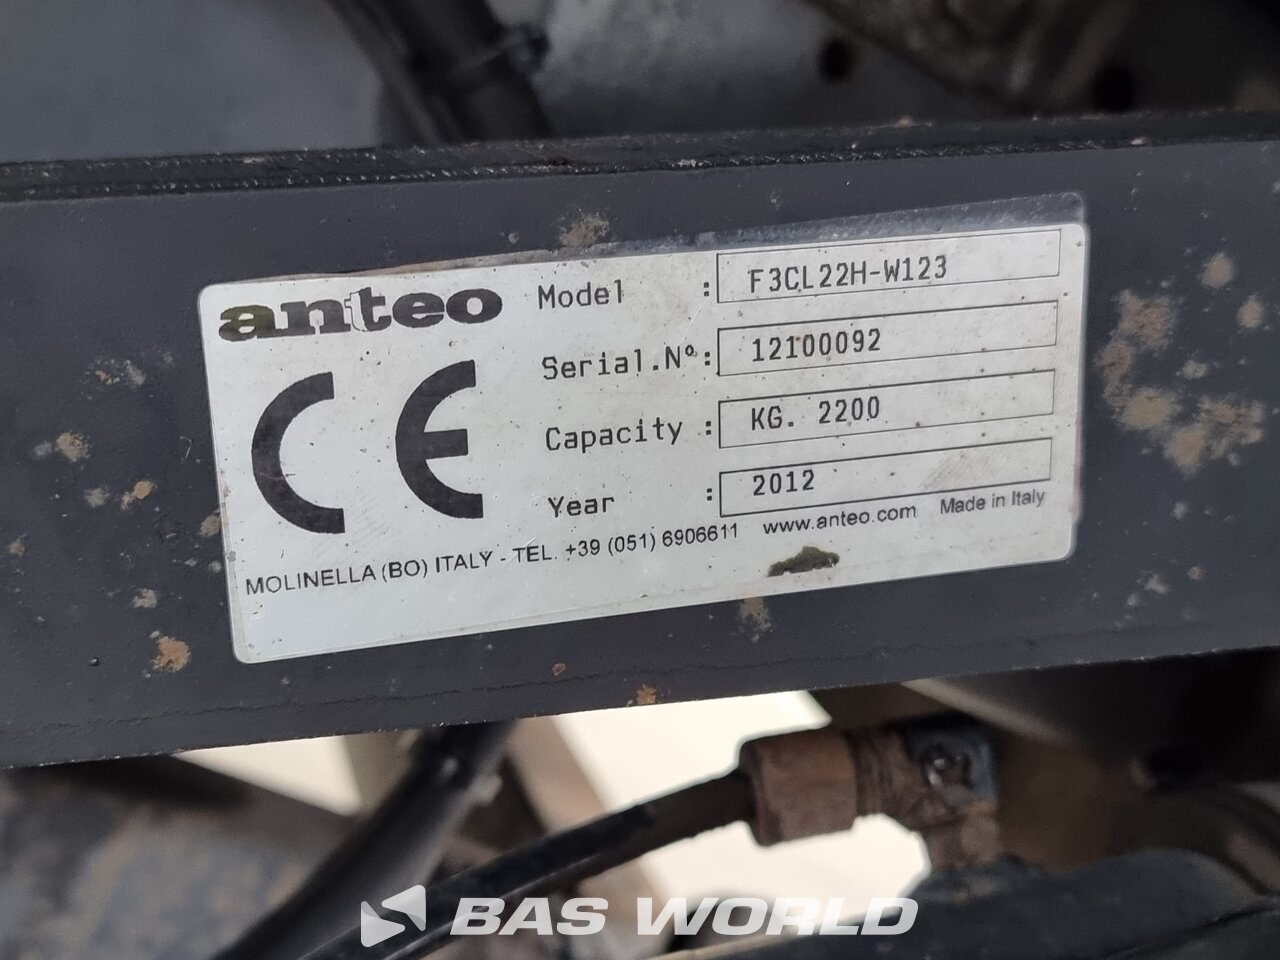 anteo
CE
Model : F3CL22H-W123
Serial.Nº: 12100092
Capacity : KG. 2200
Year : 2012
MOLINELLA (BO) ITALY - TEL. +39 (051) 6906611 www.anteo.com Made in Italy
BAS WORLD